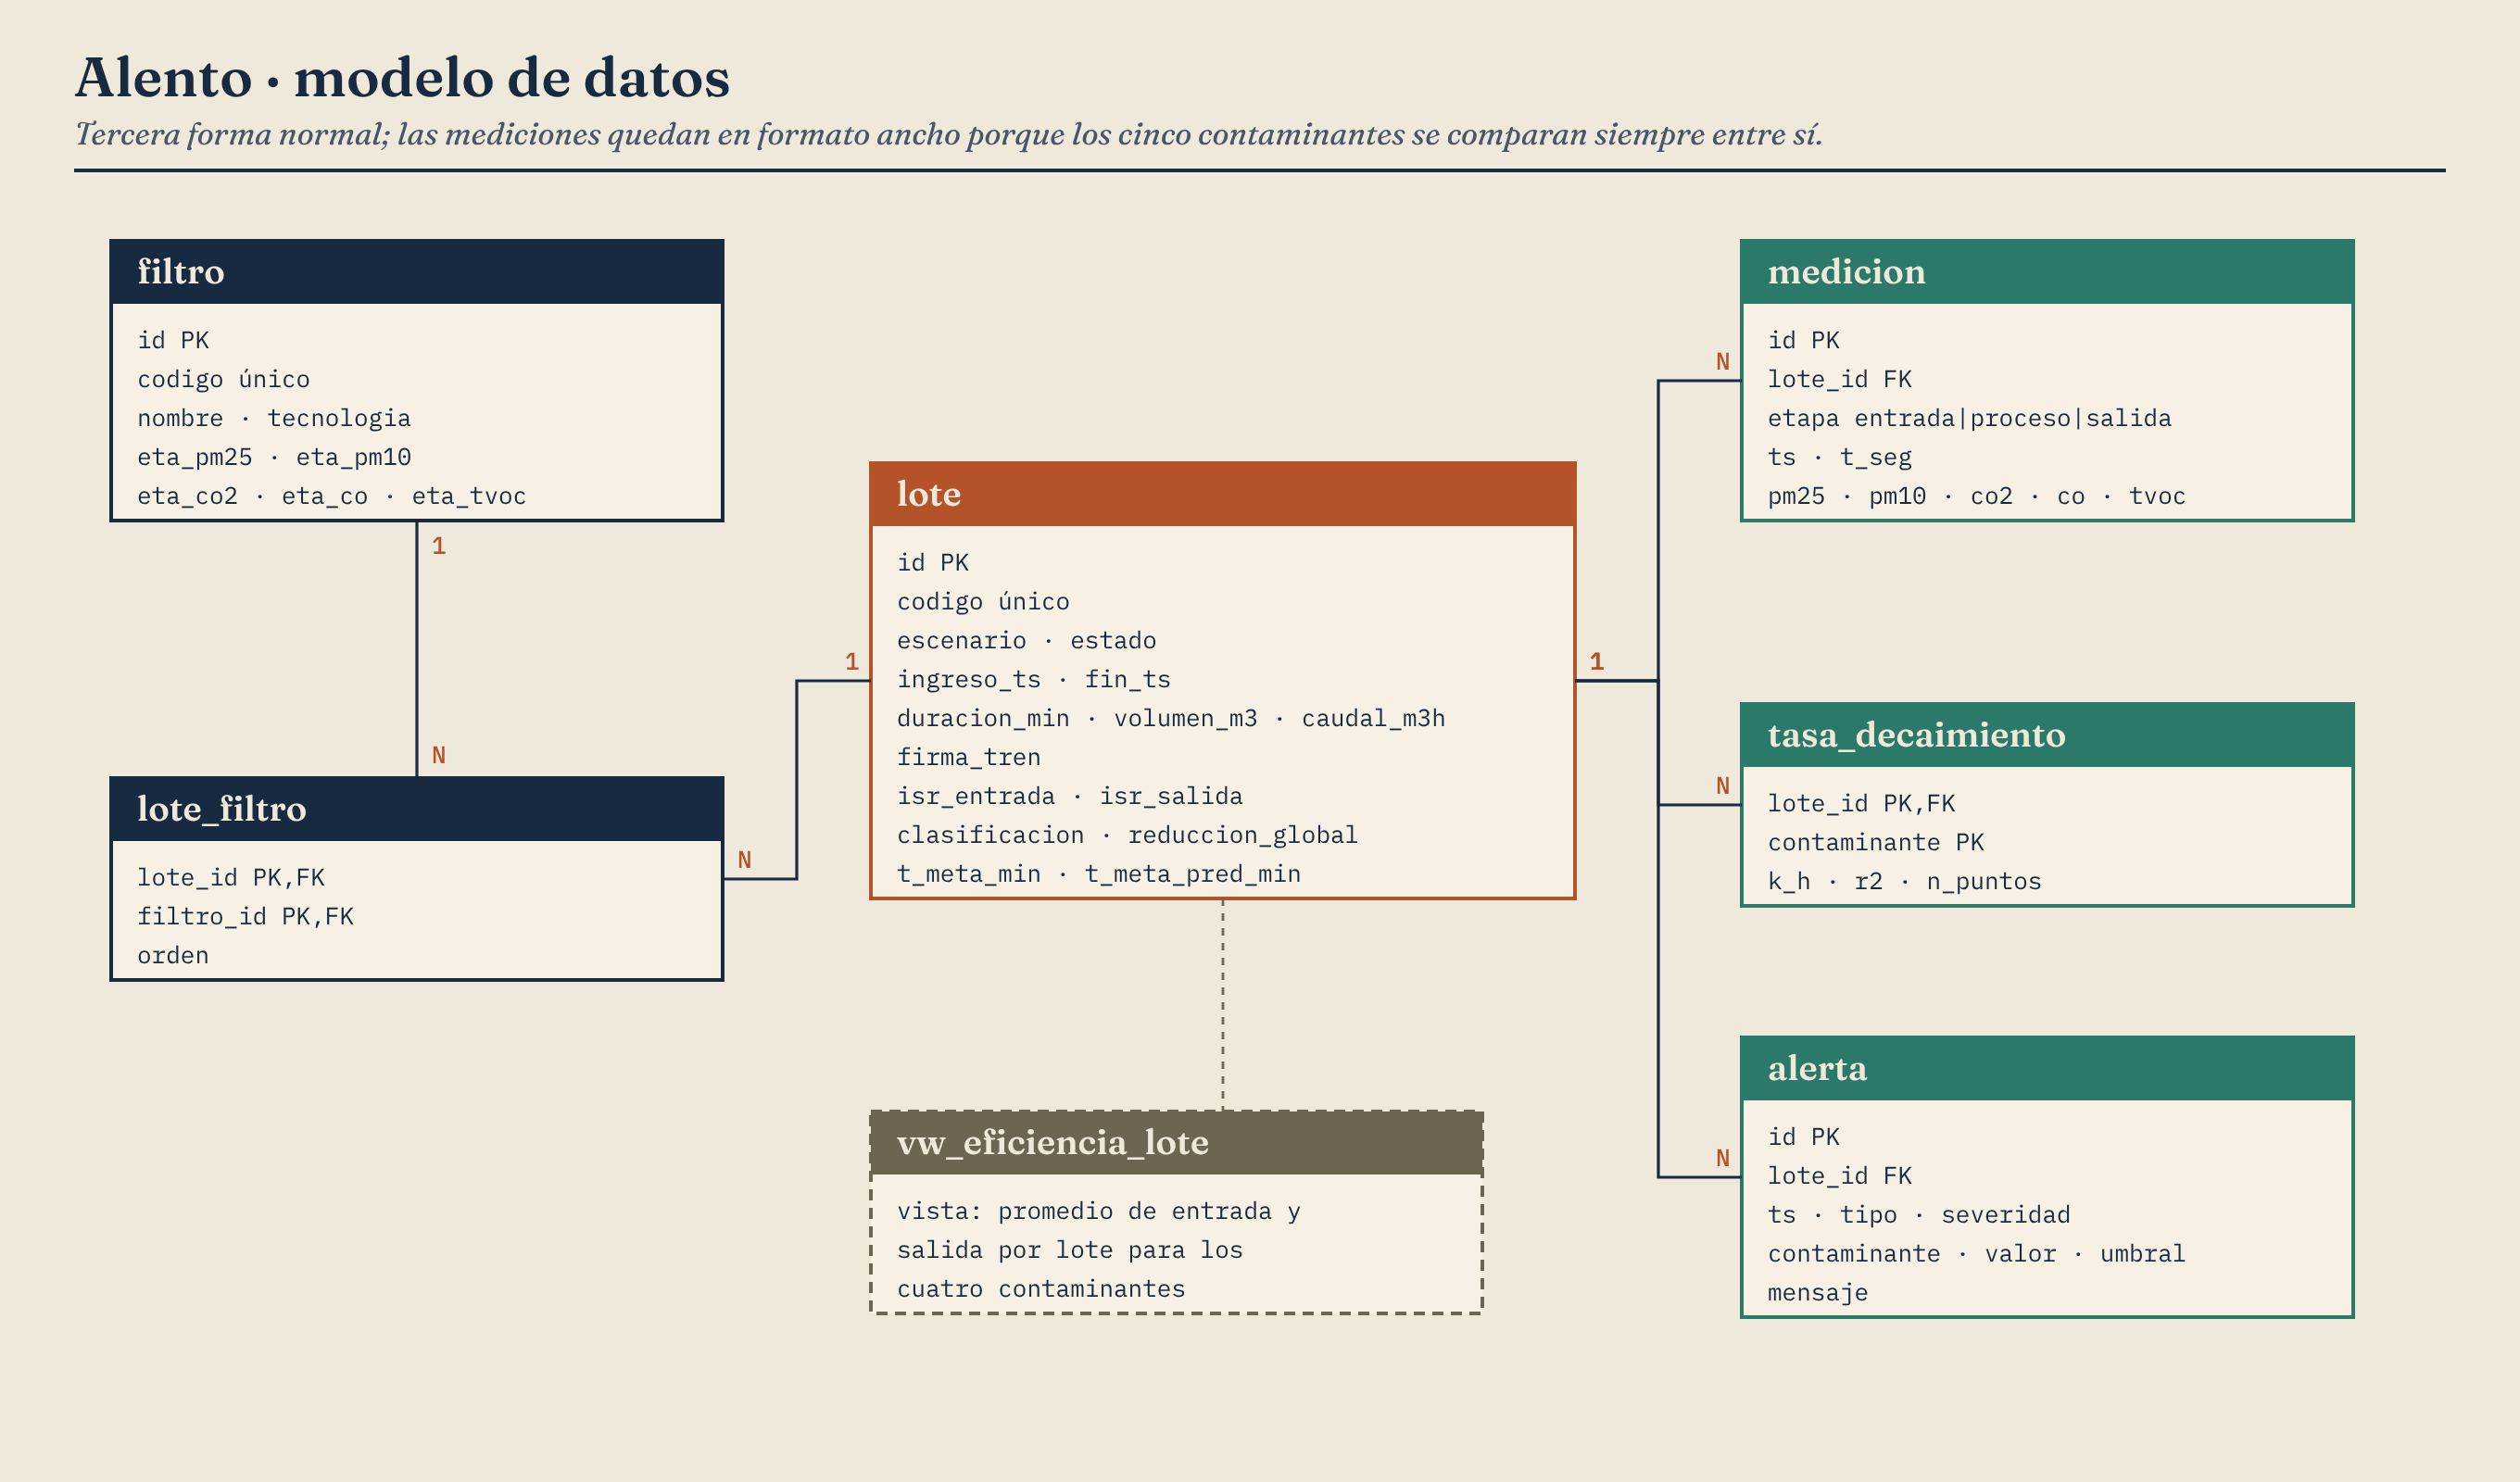 Alento · modelo de datos
Tercera forma normal; las mediciones quedan en formato ancho porque los cinco contaminantes se comparan siempre entre sí.
filtro
id PK
codigo único
nombre · tecnologia
eta_pm25 · eta_pm10
eta_co2 · eta_co · eta_tvoc
1
N
lote_filtro
lote_id PK,FK
filtro_id PK,FK
orden
N
1
lote
id PK
codigo único
escenario · estado
ingreso_ts · fin_ts
duracion_min · volumen_m3 · caudal_m3h
firma_tren
isr_entrada · isr_salida
clasificacion · reduccion_global
t_meta_min · t_meta_pred_min
1
vw_eficiencia_lote
vista: promedio de entrada y
salida por lote para los
cuatro contaminantes
N
medicion
id PK
lote_id FK
etapa entrada|proceso|salida
ts · t_seg
pm25 · pm10 · co2 · co · tvoc
N
tasa_decaimiento
lote_id PK,FK
contaminante PK
k_h · r2 · n_puntos
N
alerta
id PK
lote_id FK
ts · tipo · severidad
contaminante · valor · umbral
mensaje